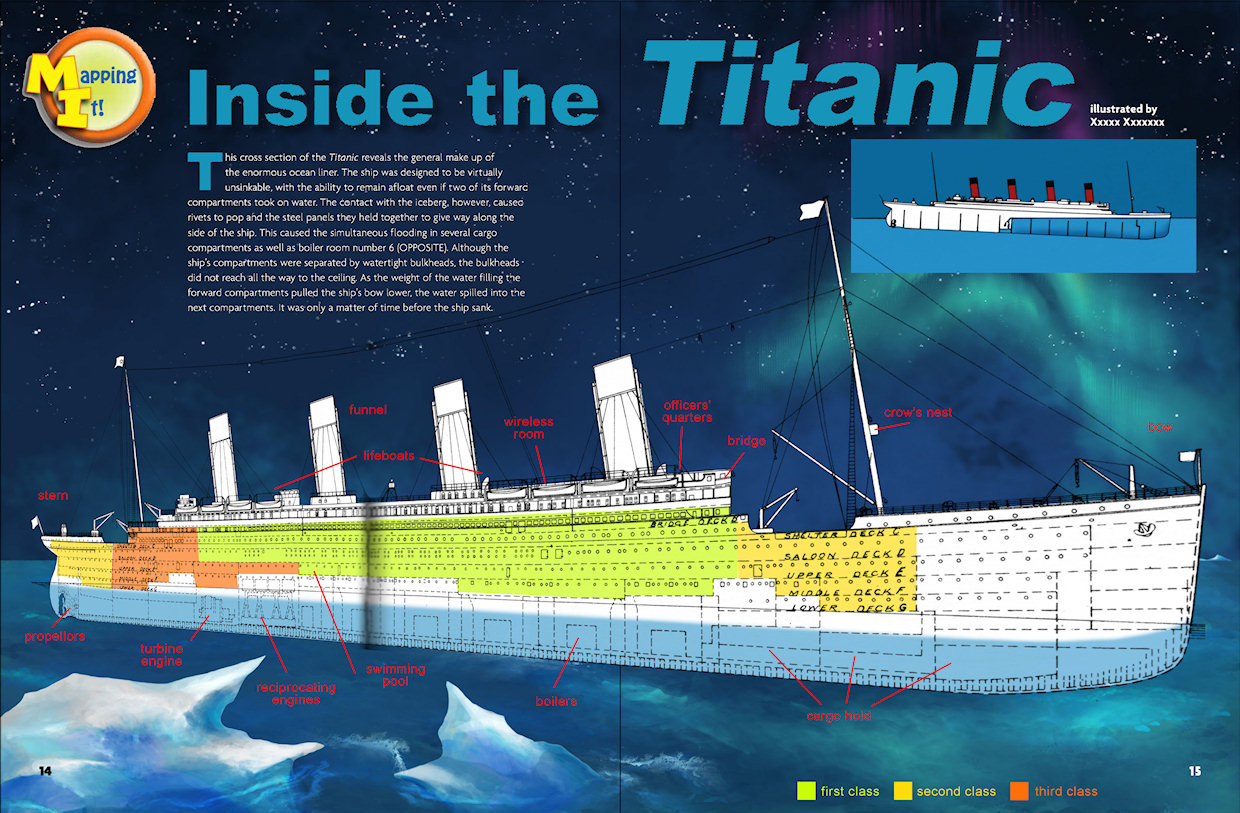 Mapping
It!
Inside the Titanic
illustrated by
Xxxxx Xxxxxxx
This cross section of the Titanic reveals the general make up of
the enormous ocean liner. The ship was designed to be virtually
unsinkable, with the ability to remain afloat even if two of its forward
compartments took on water. The contact with the iceberg, however, caused
rivets to pop and the steel panels they held together to give way along the
side of the ship. This caused the simultaneous flooding in several cargo
compartments as well as boiler room number 6 (OPPOSITE). Although the
ship's compartments were separated by watertight bulkheads, the bulkheads
did not reach all the way to the ceiling. As the weight of the water filling the
forward compartments pulled the ship's bow lower, the water spilled into the
next compartments. It was only a matter of time before the ship sank.
funnel
wireless
room
officers'
quarters
crow's nest
bow
bridge
lifeboats
stern
BRIDGE DECK B
SHELTER DECK C
SALOON DECK D
UPPER DECK E
MIDDLE DECK F
LOWER DECK G
propellors
turbine
engine
reciprocating
engines
swimming
pool
boilers
cargo hold
14
15
first class
second class
third class